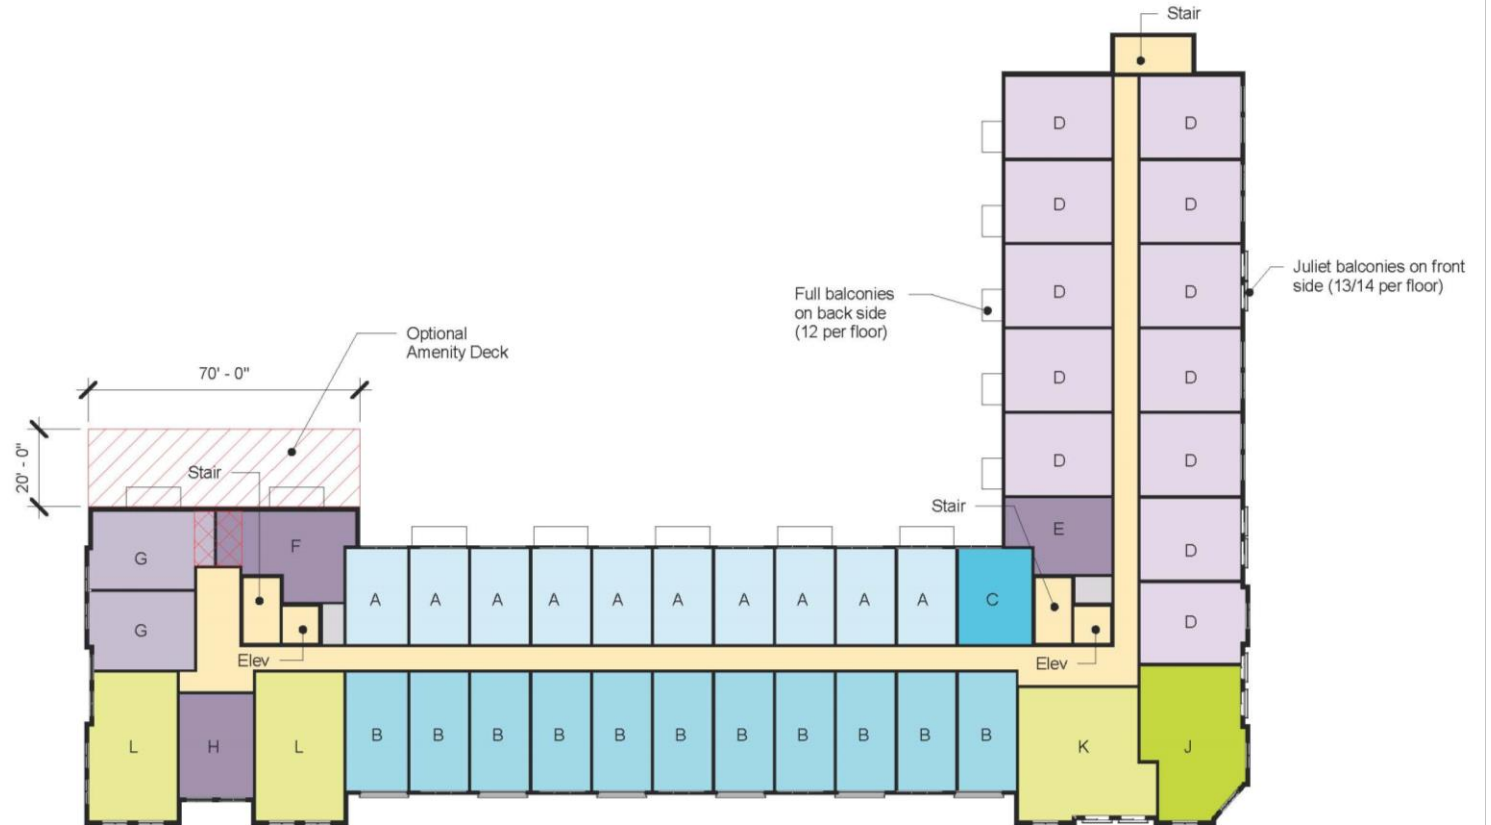 Stair
D D
D D
D D
Full balconies
on back side
(12 per floor)
Juliet balconies on front
side (13/14 per floor)
Optional
Amenity Deck
70' - 0"
20' - 0"
D D
D D
Stair
Stair
G F E D
A A A A A A A A A A C
G D
Elev
Elev
L H L B B B B B B B B B B B K J